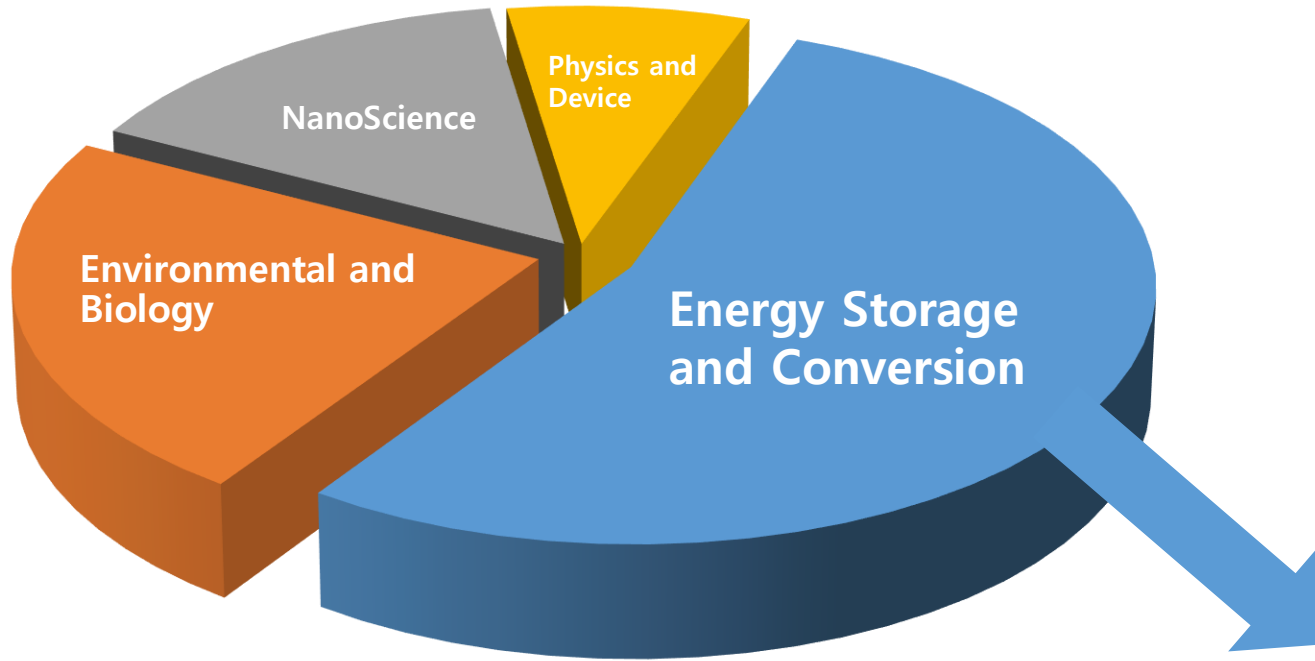 Physics and
Device
NanoScience
Environmental and
Biology
Energy Storage
and Conversion